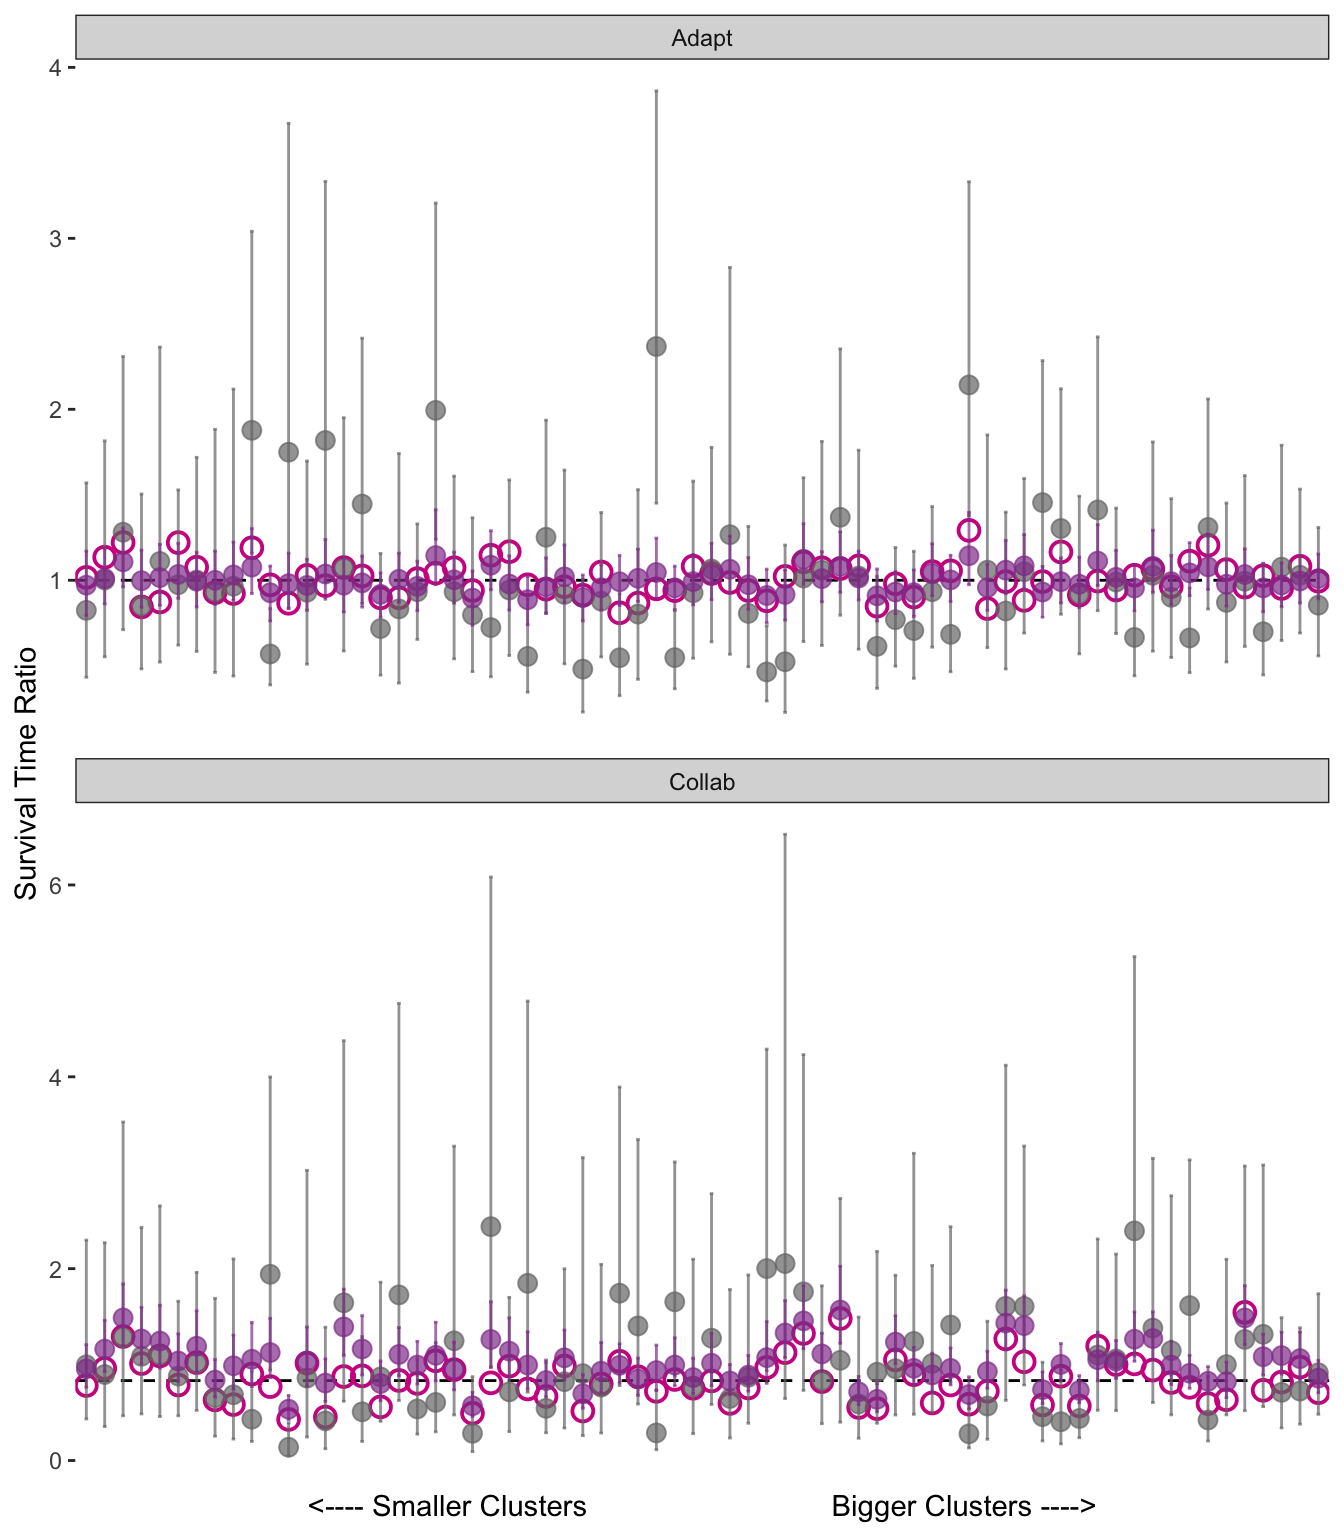 Adapt
4
3
2
1
Survival Time Ratio
Collab
6
4
2
0
<---- Smaller Clusters Bigger Clusters ---->